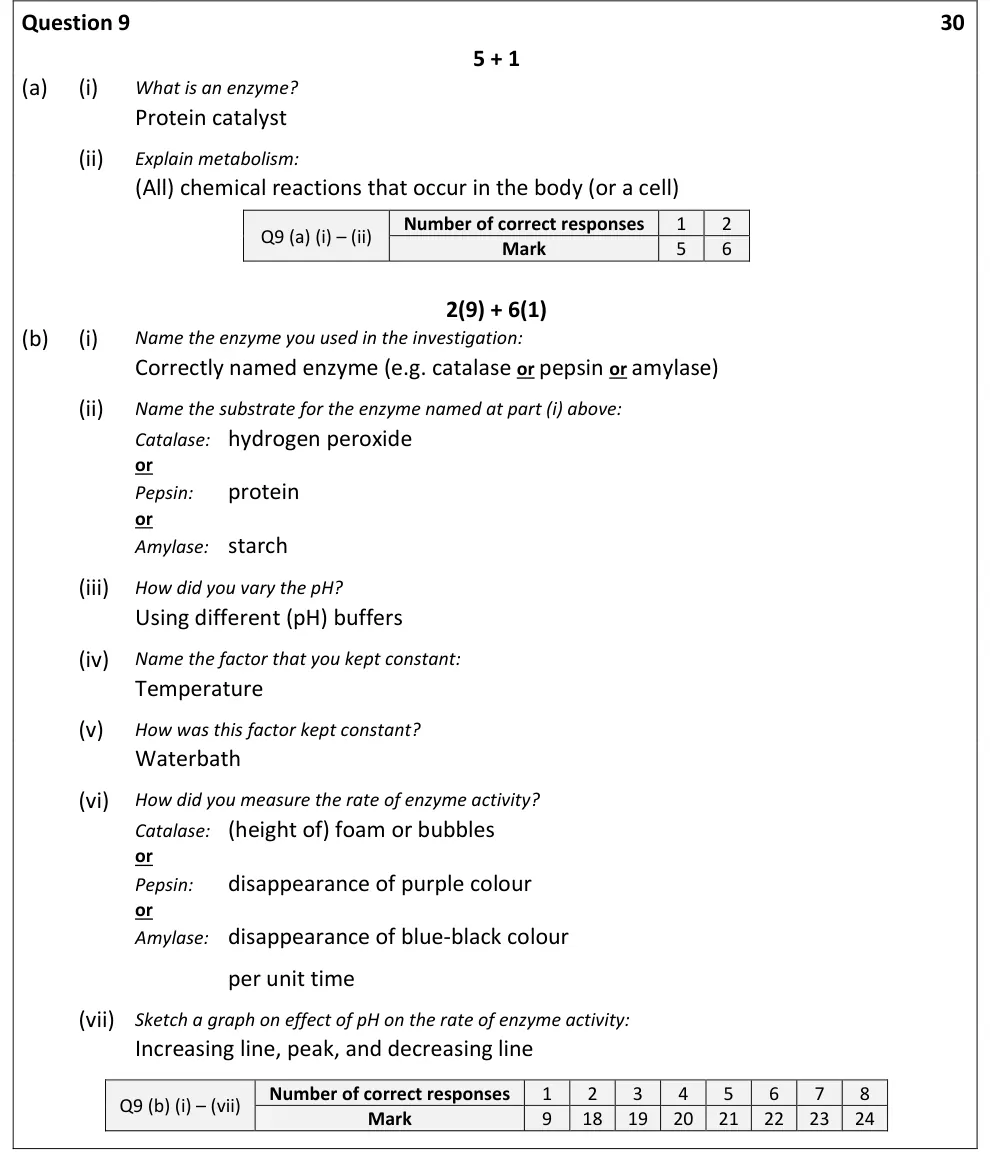 Question 9 30
5 + 1
(a) (i) What is an enzyme?
Protein catalyst
(ii) Explain metabolism:
(All) chemical reactions that occur in the body (or a cell)
Q9 (a) (i) – (ii) Number of correct responses 1 2
Mark 5 6
2(9) + 6(1)
(b) (i) Name the enzyme you used in the investigation:
Correctly named enzyme (e.g. catalase or pepsin or amylase)
(ii) Name the substrate for the enzyme named at part (i) above:
Catalase: hydrogen peroxide
or
Pepsin: protein
or
Amylase: starch
(iii) How did you vary the pH?
Using different (pH) buffers
(iv) Name the factor that you kept constant:
Temperature
(v) How was this factor kept constant?
Waterbath
(vi) How did you measure the rate of enzyme activity?
Catalase: (height of) foam or bubbles
or
Pepsin: disappearance of purple colour
or
Amylase: disappearance of blue-black colour
per unit time
(vii) Sketch a graph on effect of pH on the rate of enzyme activity:
Increasing line, peak, and decreasing line
Q9 (b) (i) – (vii) Number of correct responses 1 2 3 4 5 6 7 8
Mark 9 18 19 20 21 22 23 24